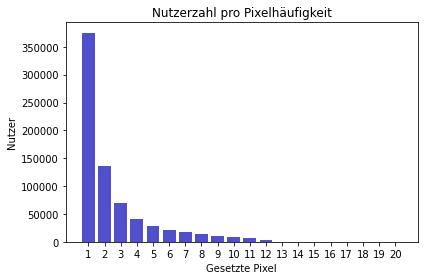 Nutzerzahl pro Pixelhäufigkeit
350000
300000
250000
200000
150000
100000
50000
0
Nutzer
1 2 3 4 5 6 7 8 9 10 11 12 13 14 15 16 17 18 19 20
Gesetzte Pixel